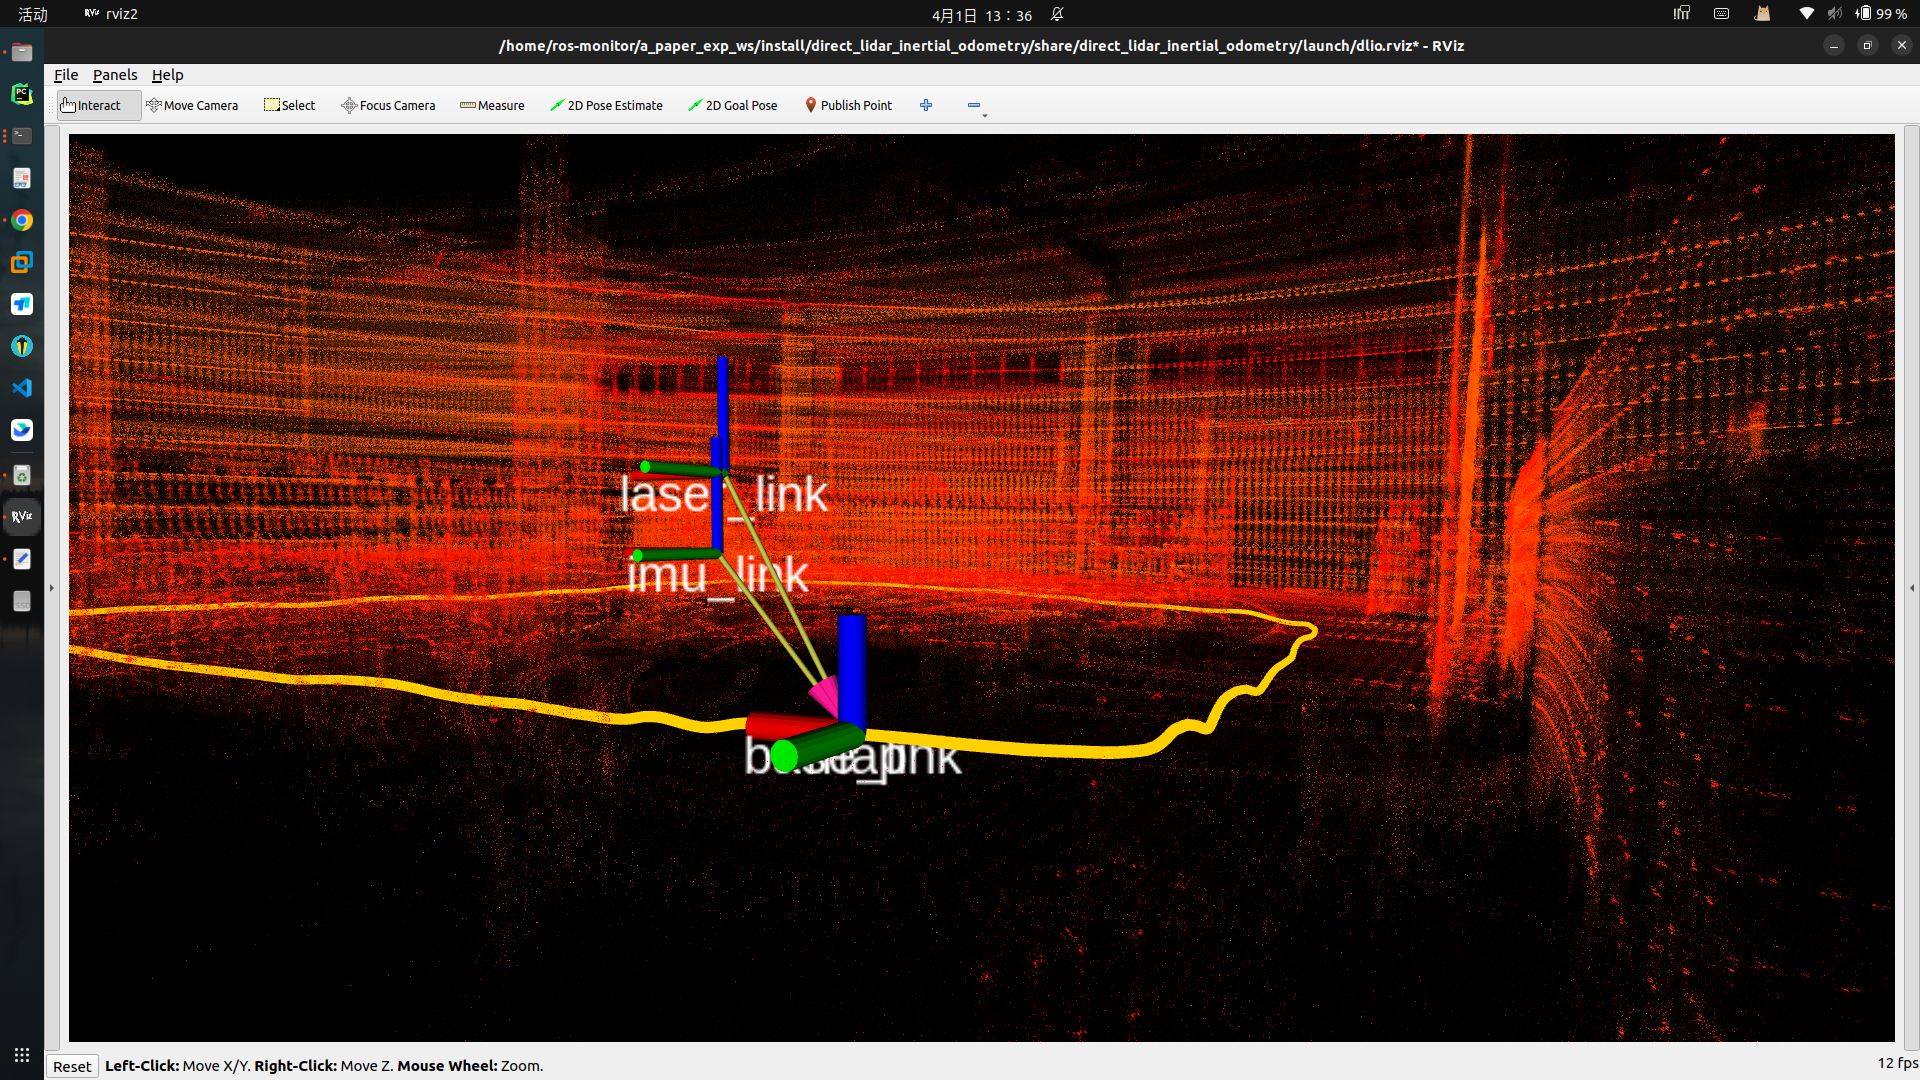 活动
rviz2
4月1日 13：36
99 %
/home/ros-monitor/a_paper_exp_ws/install/direct_lidar_inertial_odometry/share/direct_lidar_inertial_odometry/launch/dlio.rviz* - RViz
File Panels Help
Interact Move Camera Select Focus Camera Measure 2D Pose Estimate 2D Goal Pose Publish Point
laser_link
imu_link
Reset Left-Click: Move X/Y. Right-Click: Move Z. Mouse Wheel: Zoom.
12 fps